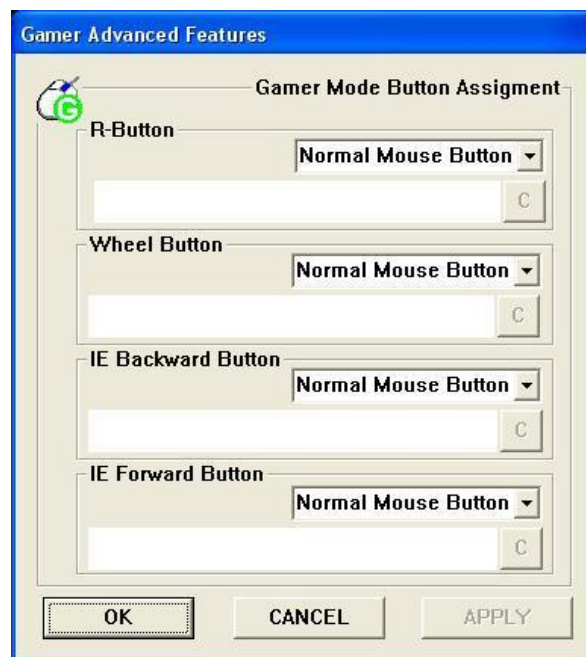 Gamer Advanced Features
G
Gamer Mode Button Assigment
R-Button
Normal Mouse Button
C
Wheel Button
Normal Mouse Button
C
IE Backward Button
Normal Mouse Button
C
IE Forward Button
Normal Mouse Button
C
OK CANCEL APPLY